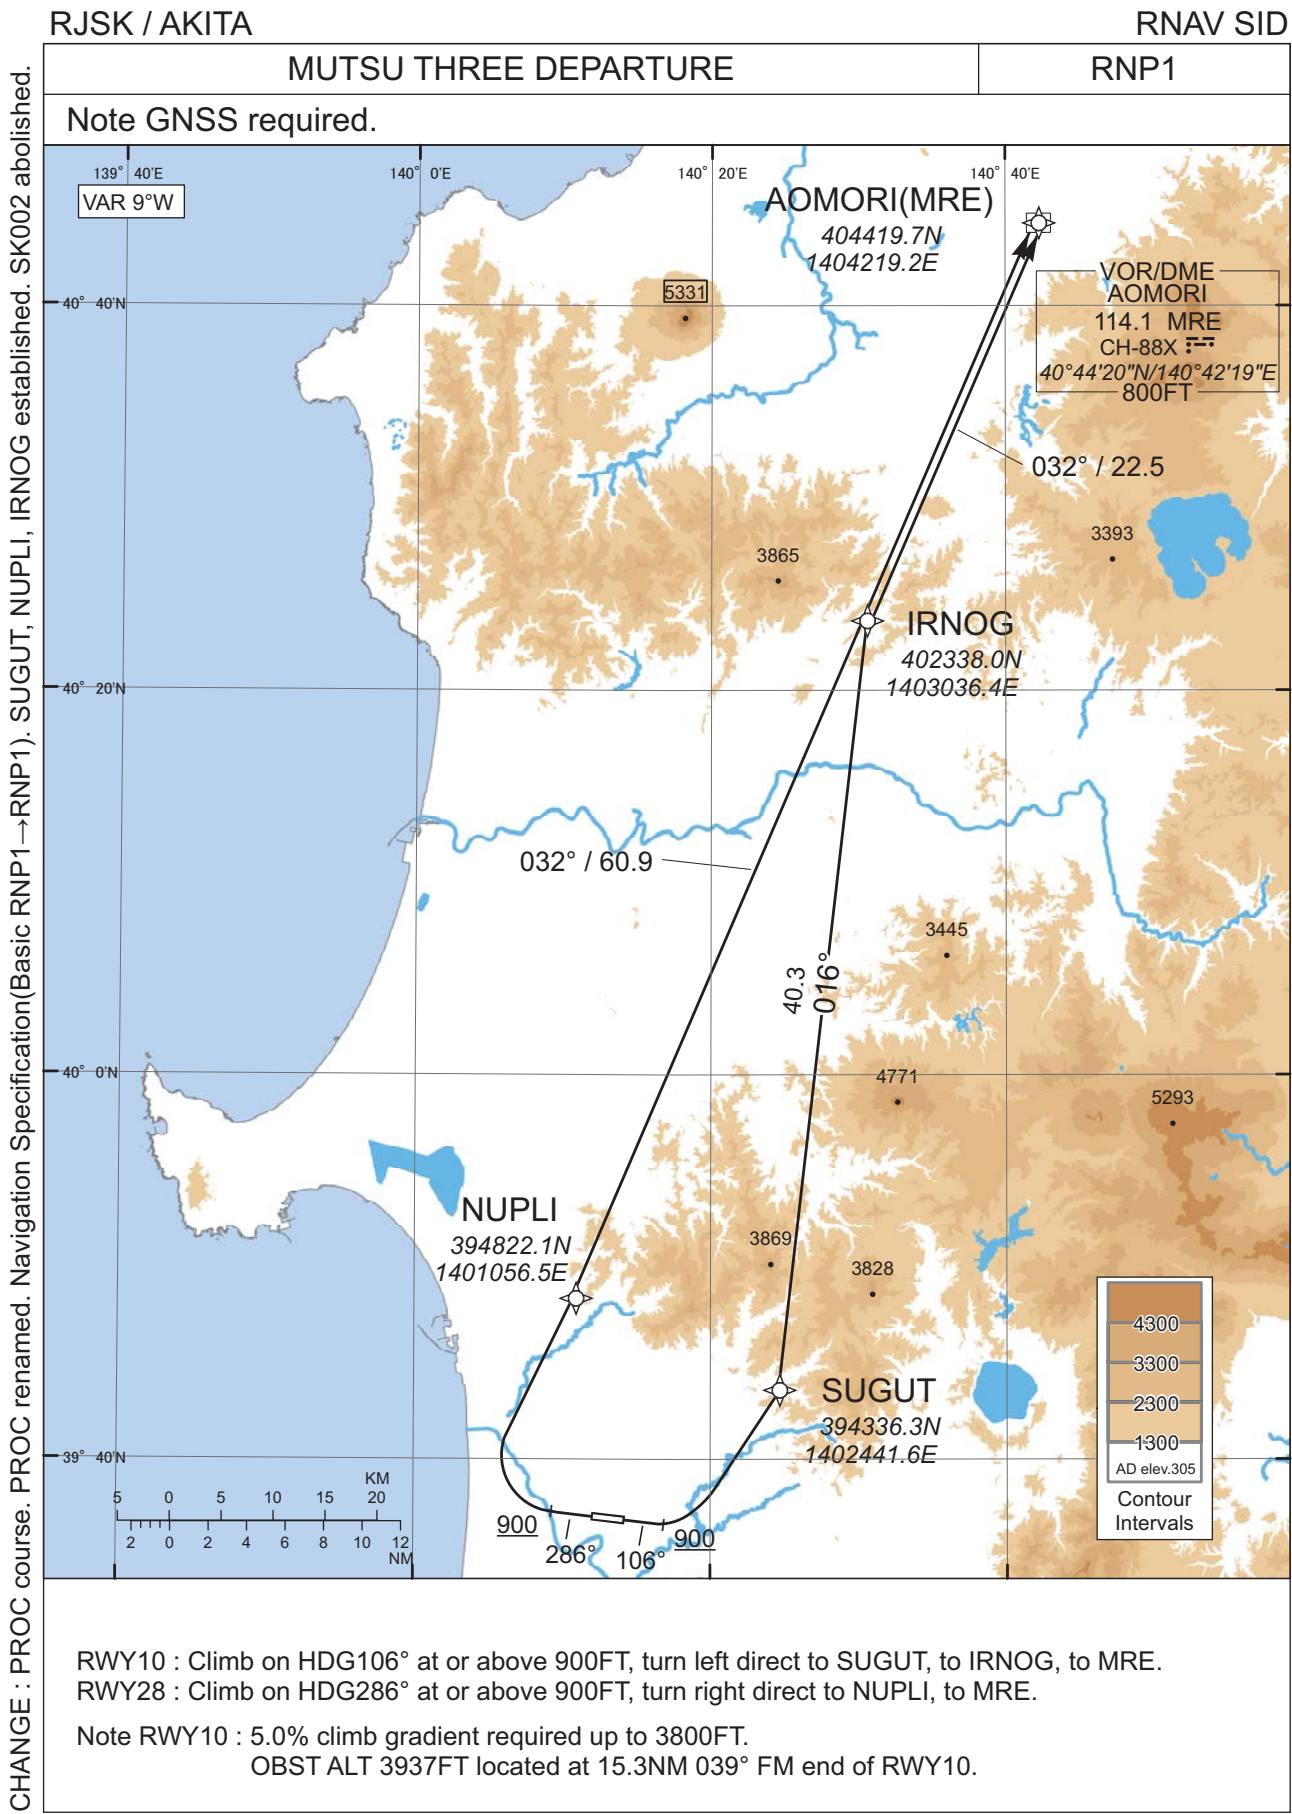 RJSK / AKITA
RNAV SID
MUTSU THREE DEPARTURE
RNP1
Note GNSS required.
CHANGE : PROC course. PROC renamed. Navigation Specification(Basic RNP1→RNP1). SUGUT, NUPLI, IRNOG established. SK002 abolished.
139° 40'E
140° 0'E
140° 20'E
140° 40'E
VAR 9°W
AOMORI(MRE)
404419.7N
1404219.2E
VOR/DME
AOMORI
114.1 MRE
CH-88X
40°44'20"N/140°42'19"E
800FT
5331
40° 40'N
032° / 22.5
3393
3865
IRNOG
402338.0N
1403036.4E
40° 20'N
032° / 60.9
3445
40.3
016°
40° 0'N
4771
5293
NUPLI
394822.1N
1401056.5E
3869
3828
SUGUT
394336.3N
1402441.6E
39° 40'N
4300
3300
2300
1300
AD elev.305
Contour
Intervals
KM
5 0 5 10 15 20
2 0 2 4 6 8 10 12
NM
900
286°
106°
900
RWY10 : Climb on HDG106° at or above 900FT, turn left direct to SUGUT, to IRNOG, to MRE.
RWY28 : Climb on HDG286° at or above 900FT, turn right direct to NUPLI, to MRE.
Note RWY10 : 5.0% climb gradient required up to 3800FT.
OBST ALT 3937FT located at 15.3NM 039° FM end of RWY10.